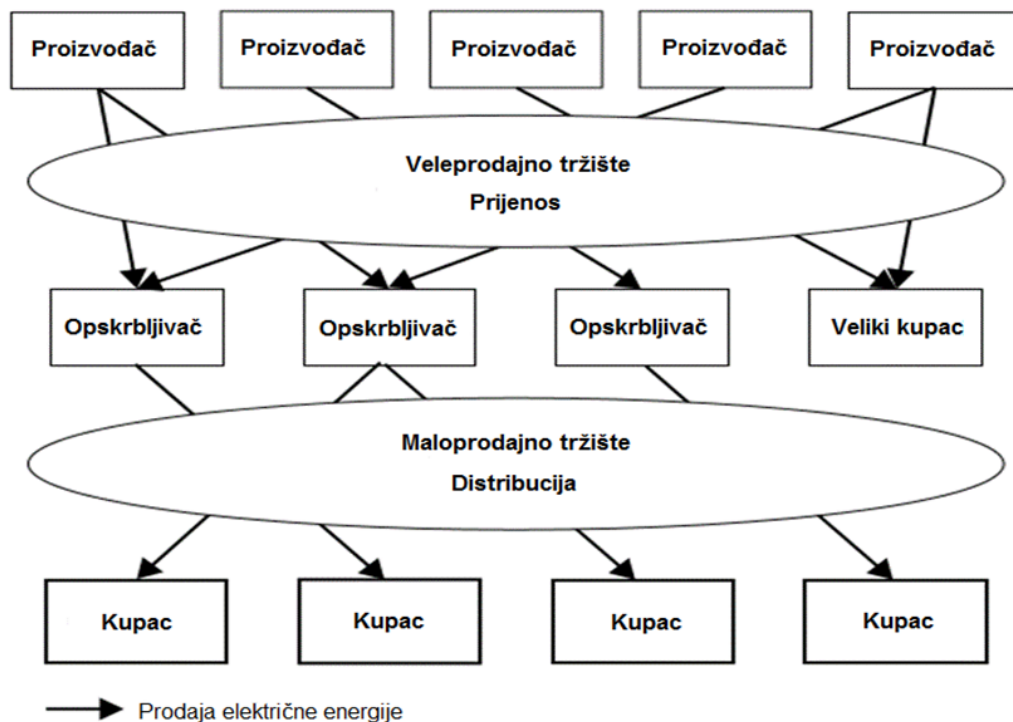 Proizvođač
Proizvođač
Proizvođač
Proizvođač
Proizvođač
Veleprodajno tržište
Prijenos
Opskrbljivač
Opskrbljivač
Opskrbljivač
Veliki kupac
Maloprodajno tržište
Distribucija
Kupac
Kupac
Kupac
Kupac
Prodaja električne energije